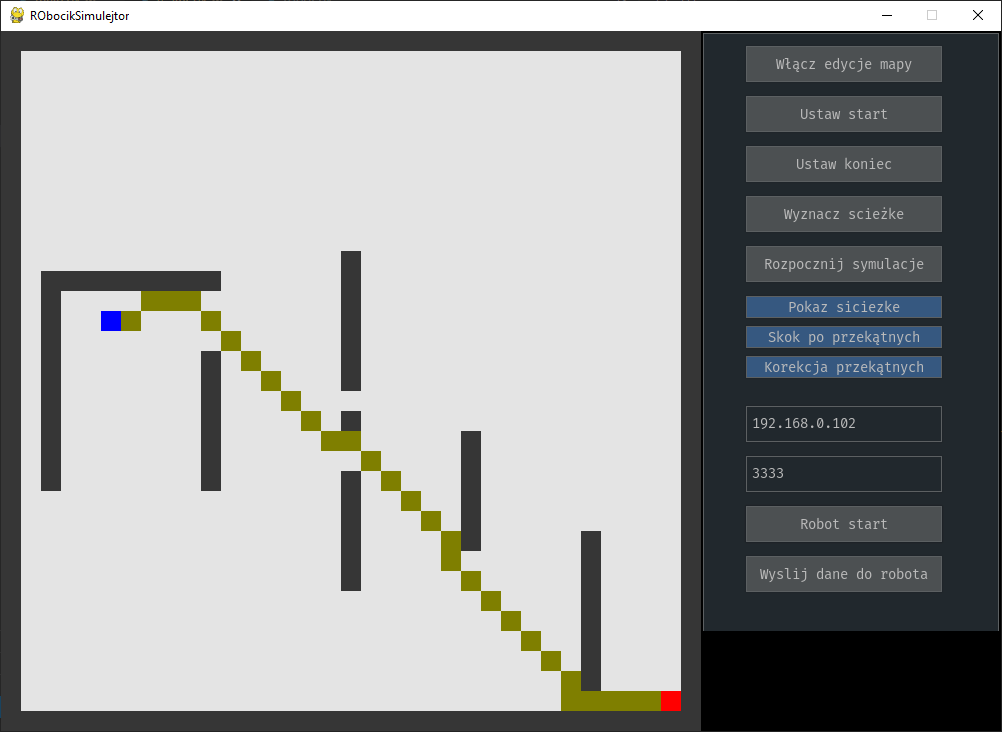 RObocikSimulejtor
Włącz edycje mapy
Ustaw start
Ustaw koniec
Wyznacz scieżke
Rozpocznij symulacje
Pokaz siciezke
Skok po przekątnych
Korekcja przekątnych
192.168.0.102
3333
Robot start
Wyslij dane do robota